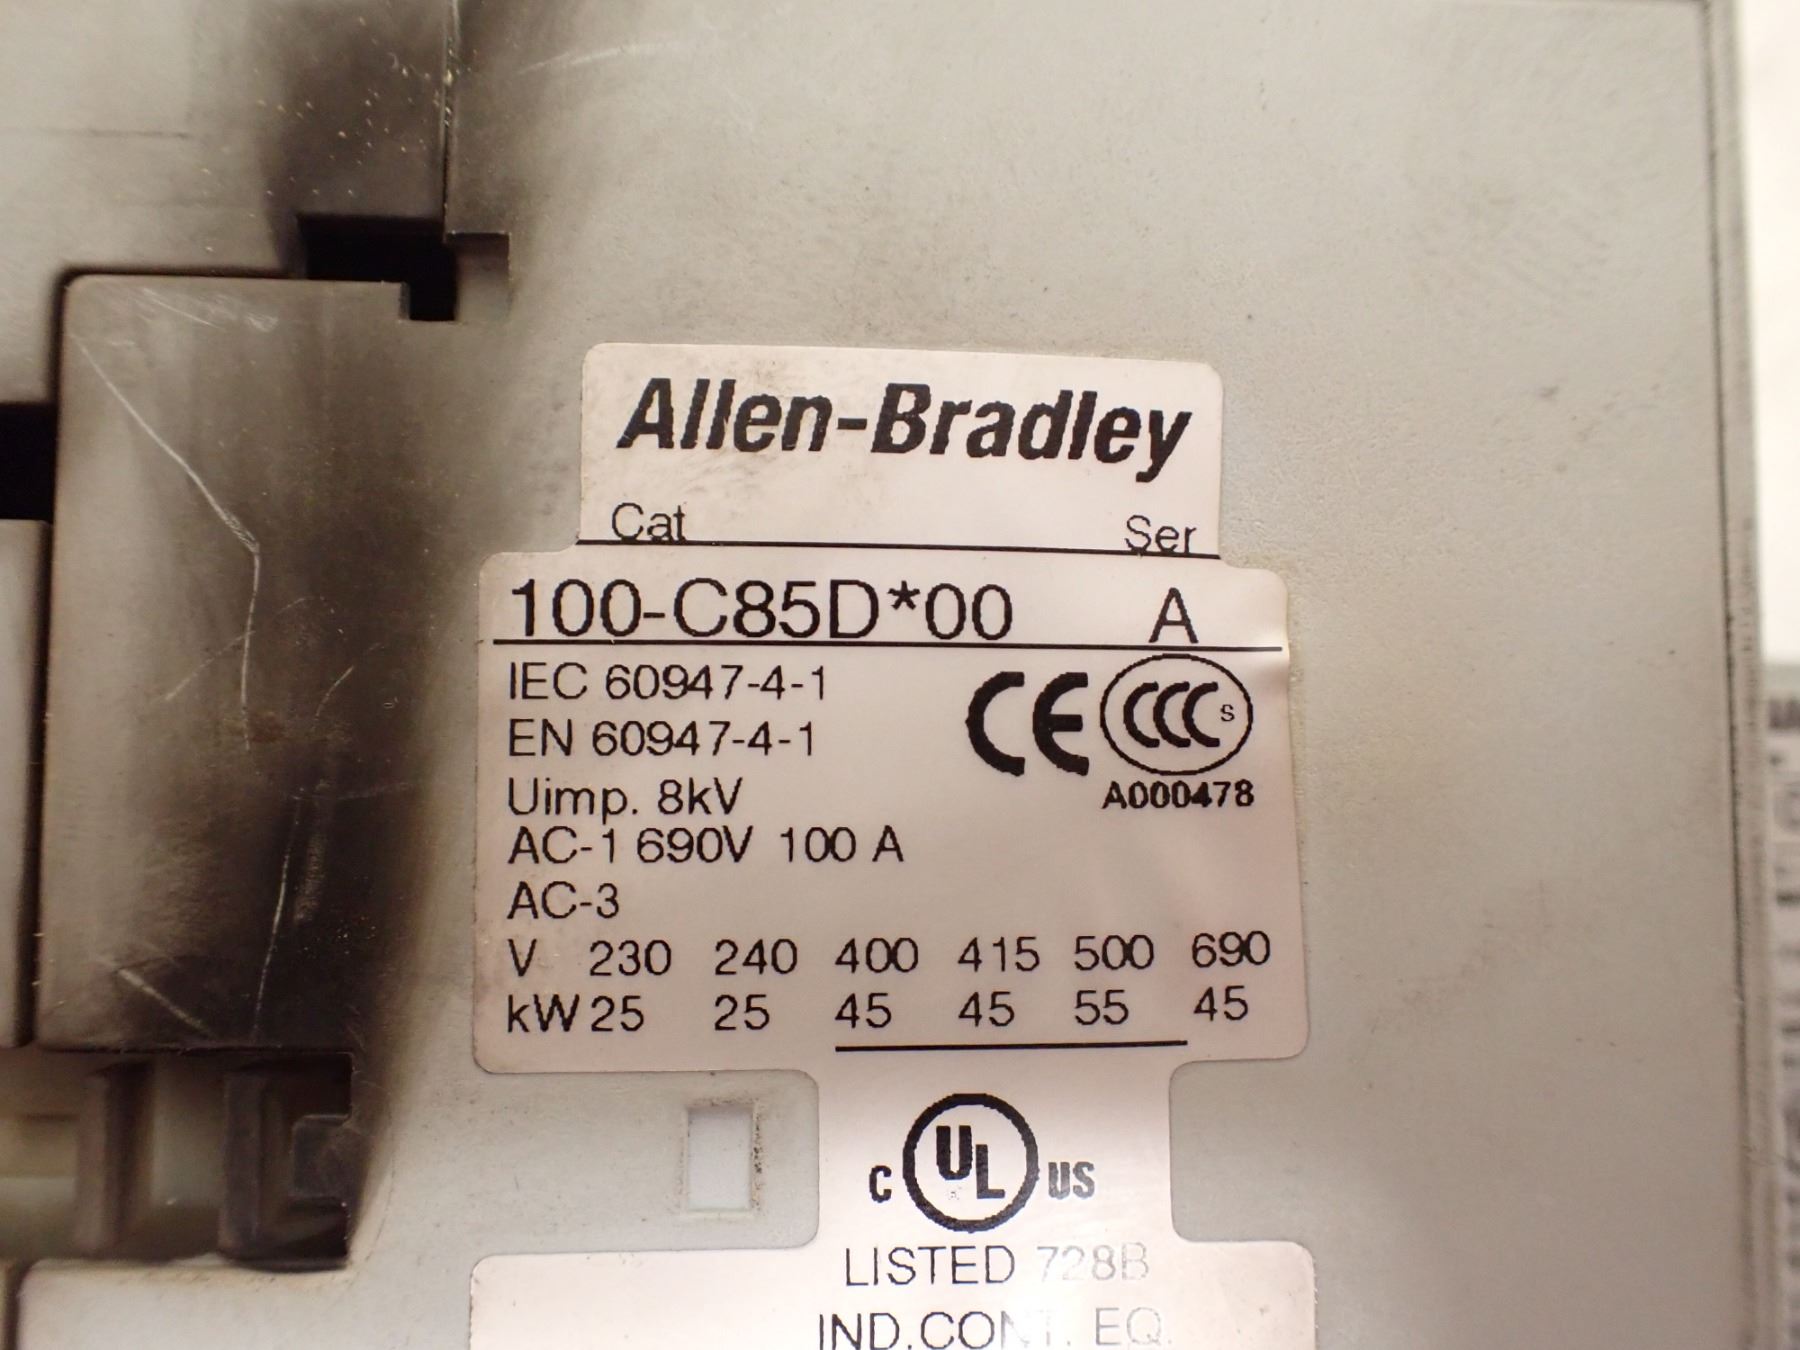 Allen-Bradley
Cat Ser
100-C85D*00 A
IEC 60947-4-1
EN 60947-4-1
CE CCC S
A000478
Uimp. 8kV
AC-1 690V 100 A
AC-3
V 230 240 400 415 500 690
kW 25 25 45 45 55 45
C UL US
LISTED 728B
IND.CONT. EQ.